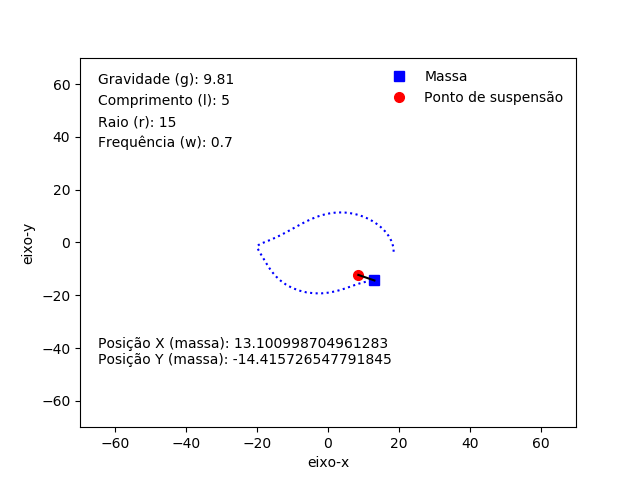 Gravidade (g): 9.81
Comprimento (l): 5
Raio (r): 15
Frequência (w): 0.7
Massa
Ponto de suspensão
60
40
20
0
−20
−40
−60
eixo-y
Posição X (massa): 13.100998704961283
Posição Y (massa): -14.415726547791845
−60
−40
−20
0
20
40
60
eixo-x